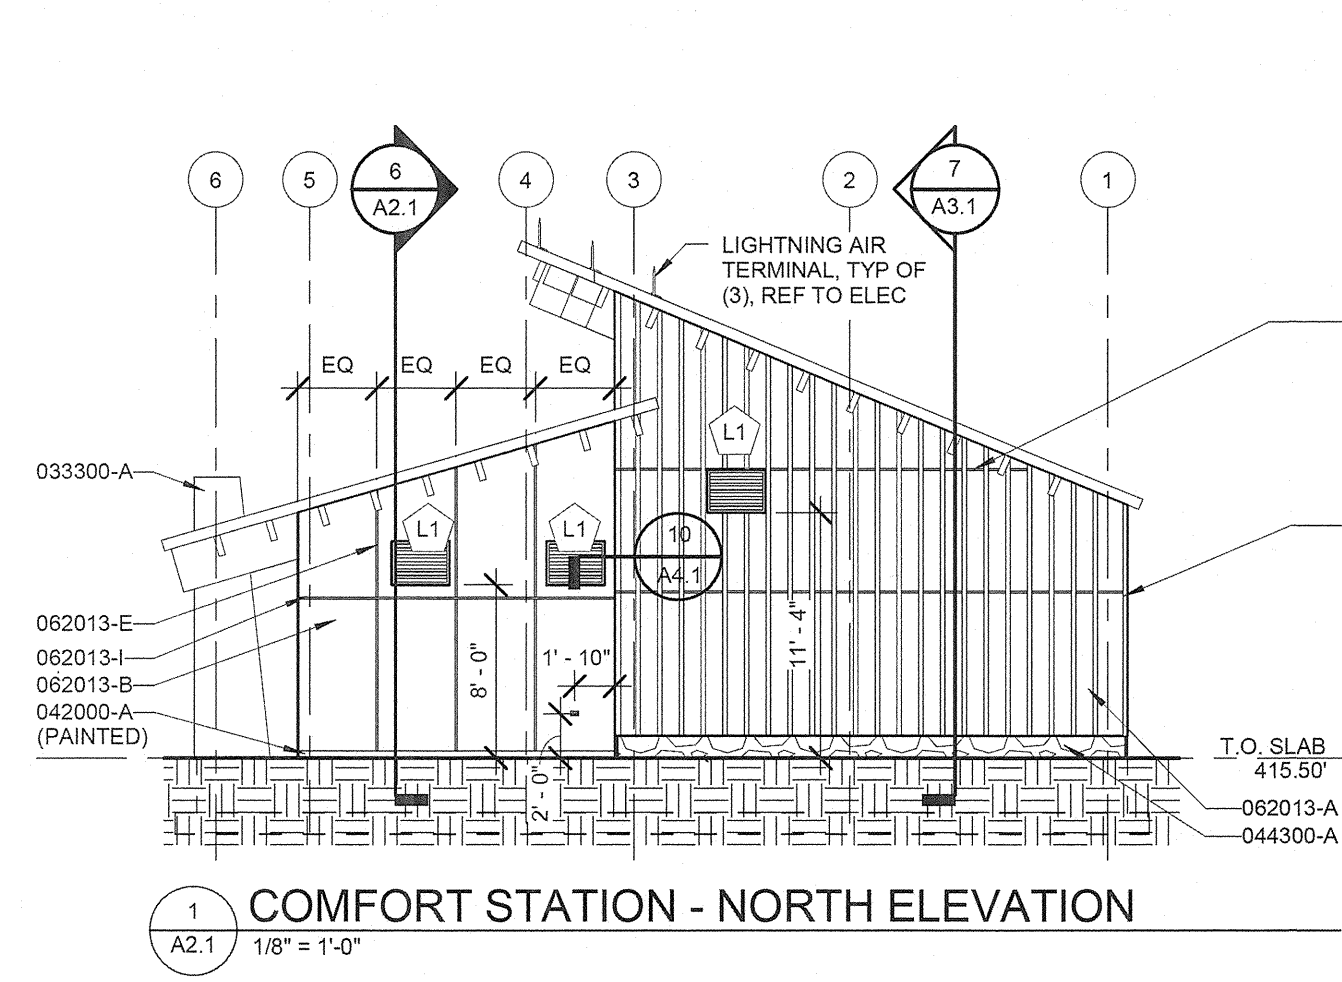 6
5
6
A2.1
4
3
2
7
A3.1
1
LIGHTNING AIR
TERMINAL, TYP OF
(3), REF TO ELEC
EQ
EQ
EQ
EQ
L1
033300-A
L1
L1
10
A4.1
062013-E
062013-I
062013-B
042000-A
(PAINTED)
8' - 0"
1' - 10"
11' - 4"
2' - 0"
T.O. SLAB
415.50'
062013-A
044300-A
1
A2.1
COMFORT STATION - NORTH ELEVATION
1/8" = 1'-0"